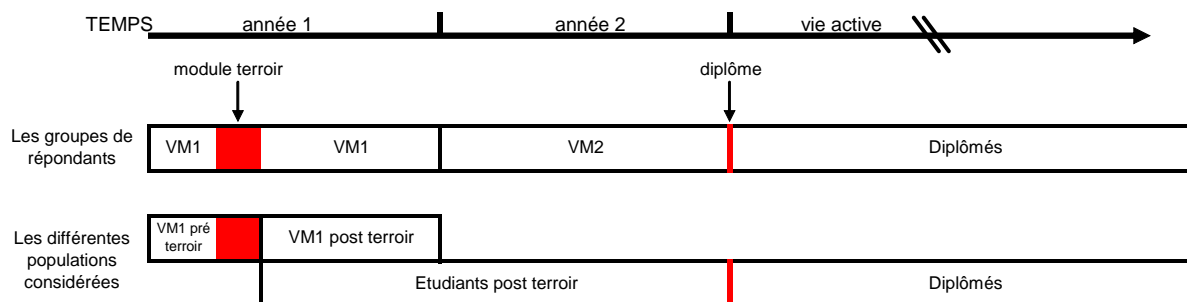 TEMPS année 1 année 2 vie active
module terroir diplôme
Les groupes de
répondants
VM1 VM1 VM2 Diplômés
VM1 pré
terroir
VM1 post terroir
Les différentes
populations
considérées
Etudiants post terroir Diplômés